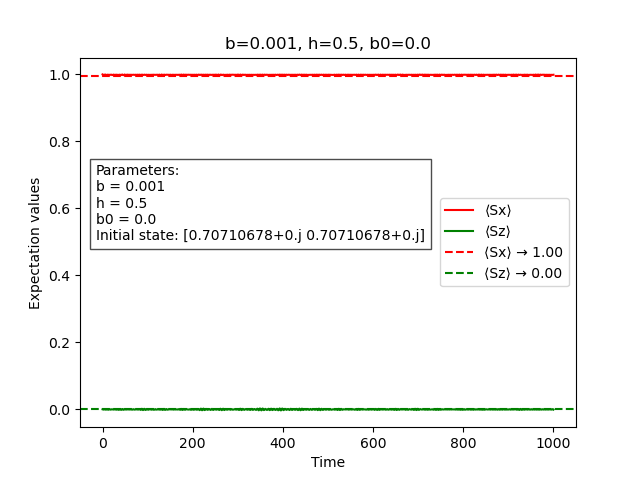 b=0.001, h=0.5, b0=0.0
1.0
0.8
0.6
0.4
0.2
0.0
Expectation values
Parameters:
b = 0.001
h = 0.5
b0 = 0.0
Initial state: [0.70710678+0.j 0.70710678+0.j]
⟨Sx⟩
⟨Sz⟩
⟨Sx⟩ → 1.00
⟨Sz⟩ → 0.00
0 200 400 600 800 1000
Time